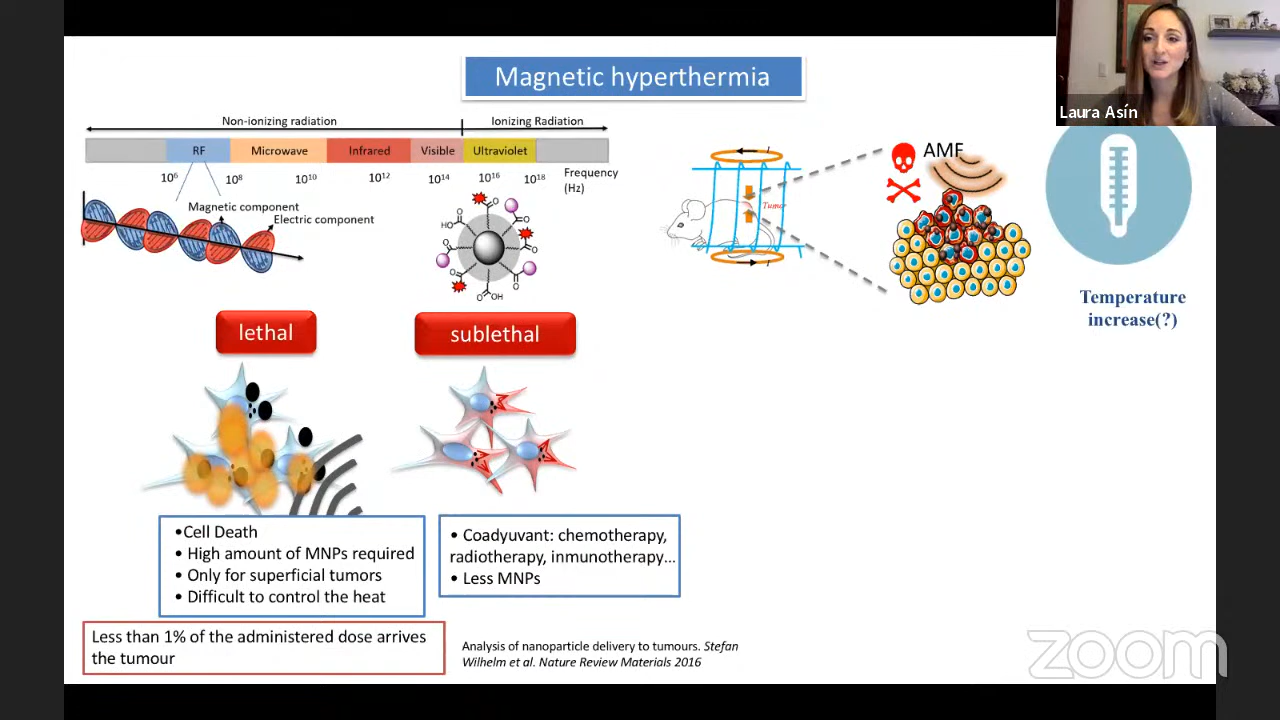 Magnetic hyperthermia
Laura Asín
Non-ionizing radiation
Ionizing Radiation
RF
Microwave
Infrared
Visible
Ultraviolet
10⁶
10⁸
10¹⁰
10¹²
10¹⁴
10¹⁶
10¹⁸
Frequency
(Hz)
Magnetic component
Electric component
HO
O
O
O
O
O
O
O
OH
I
Tumor
I
AMF
Temperature
increase(?)
lethal
sublethal
•Cell Death
• High amount of MNPs required
• Only for superficial tumors
• Difficult to control the heat
• Coadyuvant: chemotherapy,
radiotherapy, inmunotherapy...
• Less MNPs
Less than 1% of the administered dose arrives
the tumour
Analysis of nanoparticle delivery to tumours. Stefan
Wilhelm et al. Nature Review Materials 2016
zoom